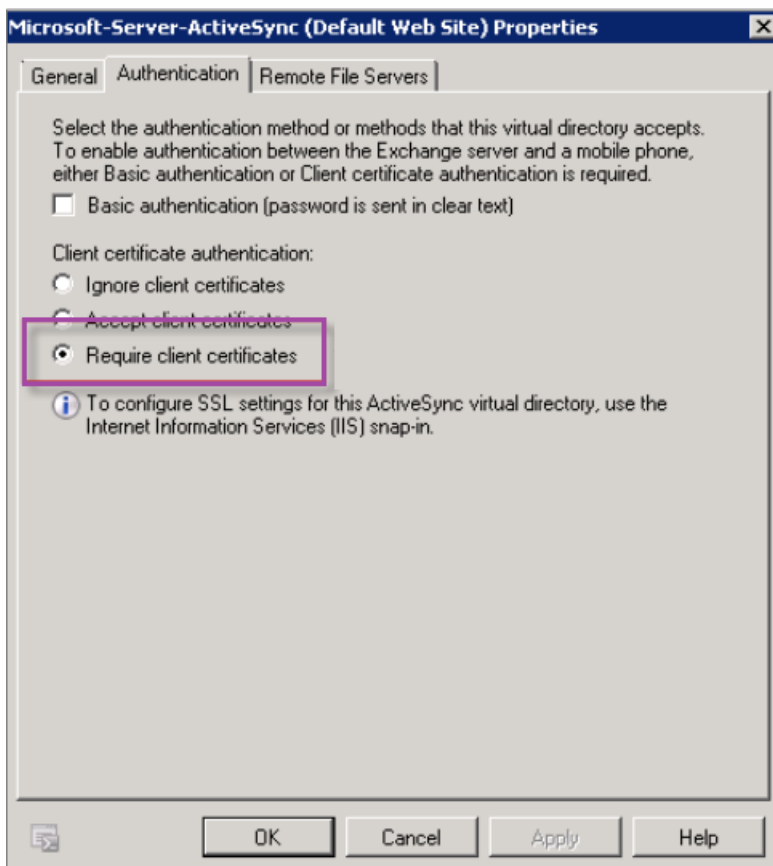 Microsoft-Server-ActiveSync (Default Web Site) Properties
General Authentication Remote File Servers
Select the authentication method or methods that this virtual directory accepts.
To enable authentication between the Exchange server and a mobile phone,
either Basic authentication or Client certificate authentication is required.
Basic authentication (password is sent in clear text)
Client certificate authentication:
Ignore client certificates
Accept client certificates
Require client certificates
To configure SSL settings for this ActiveSync virtual directory, use the
Internet Information Services (IIS) snap-in.
OK Cancel Apply Help